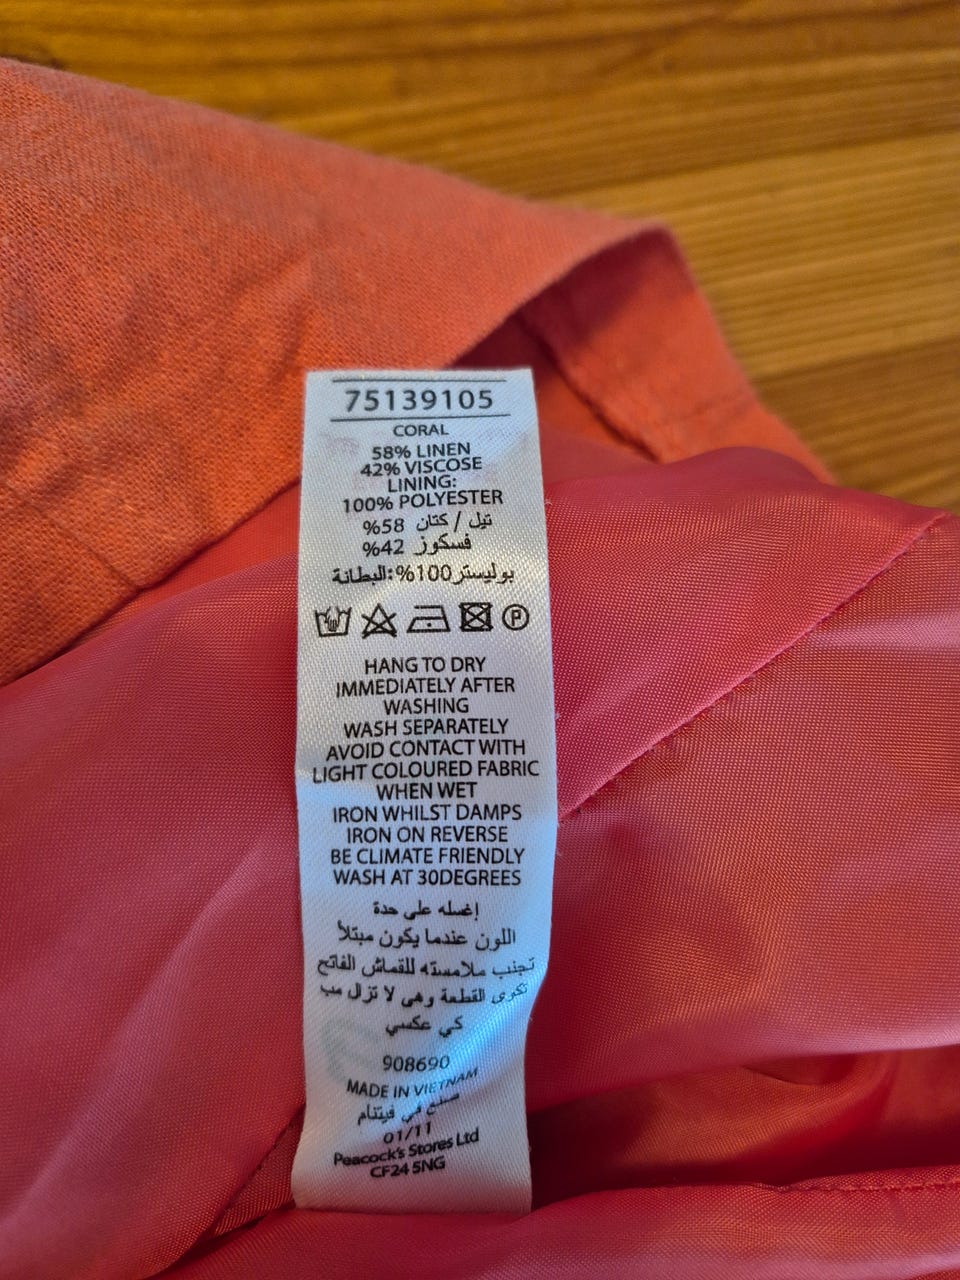 75139105
CORAL
58% LINEN
42% VISCOSE
LINING:
100% POLYESTER
%58 تيل / كتان
%42 فسكوز
بوليستر100%:البطانة
P
HANG TO DRY
IMMEDIATELY AFTER
WASHING
WASH SEPARATELY
AVOID CONTACT WITH
LIGHT COLOURED FABRIC
WHEN WET
IRON WHILST DAMPS
IRON ON REVERSE
BE CLIMATE FRIENDLY
WASH AT 30DEGREES
إغسله على حدة
اللون عندما يكون مبتلاً
تجنب ملامسته للقماش الفاتح
تكوى القطعة وهى لا تزال مب
كي عكسي
908690
MADE IN VIETNAM
صنع في فيتنام
01/11
Peacock's Stores Ltd
CF24 5NG